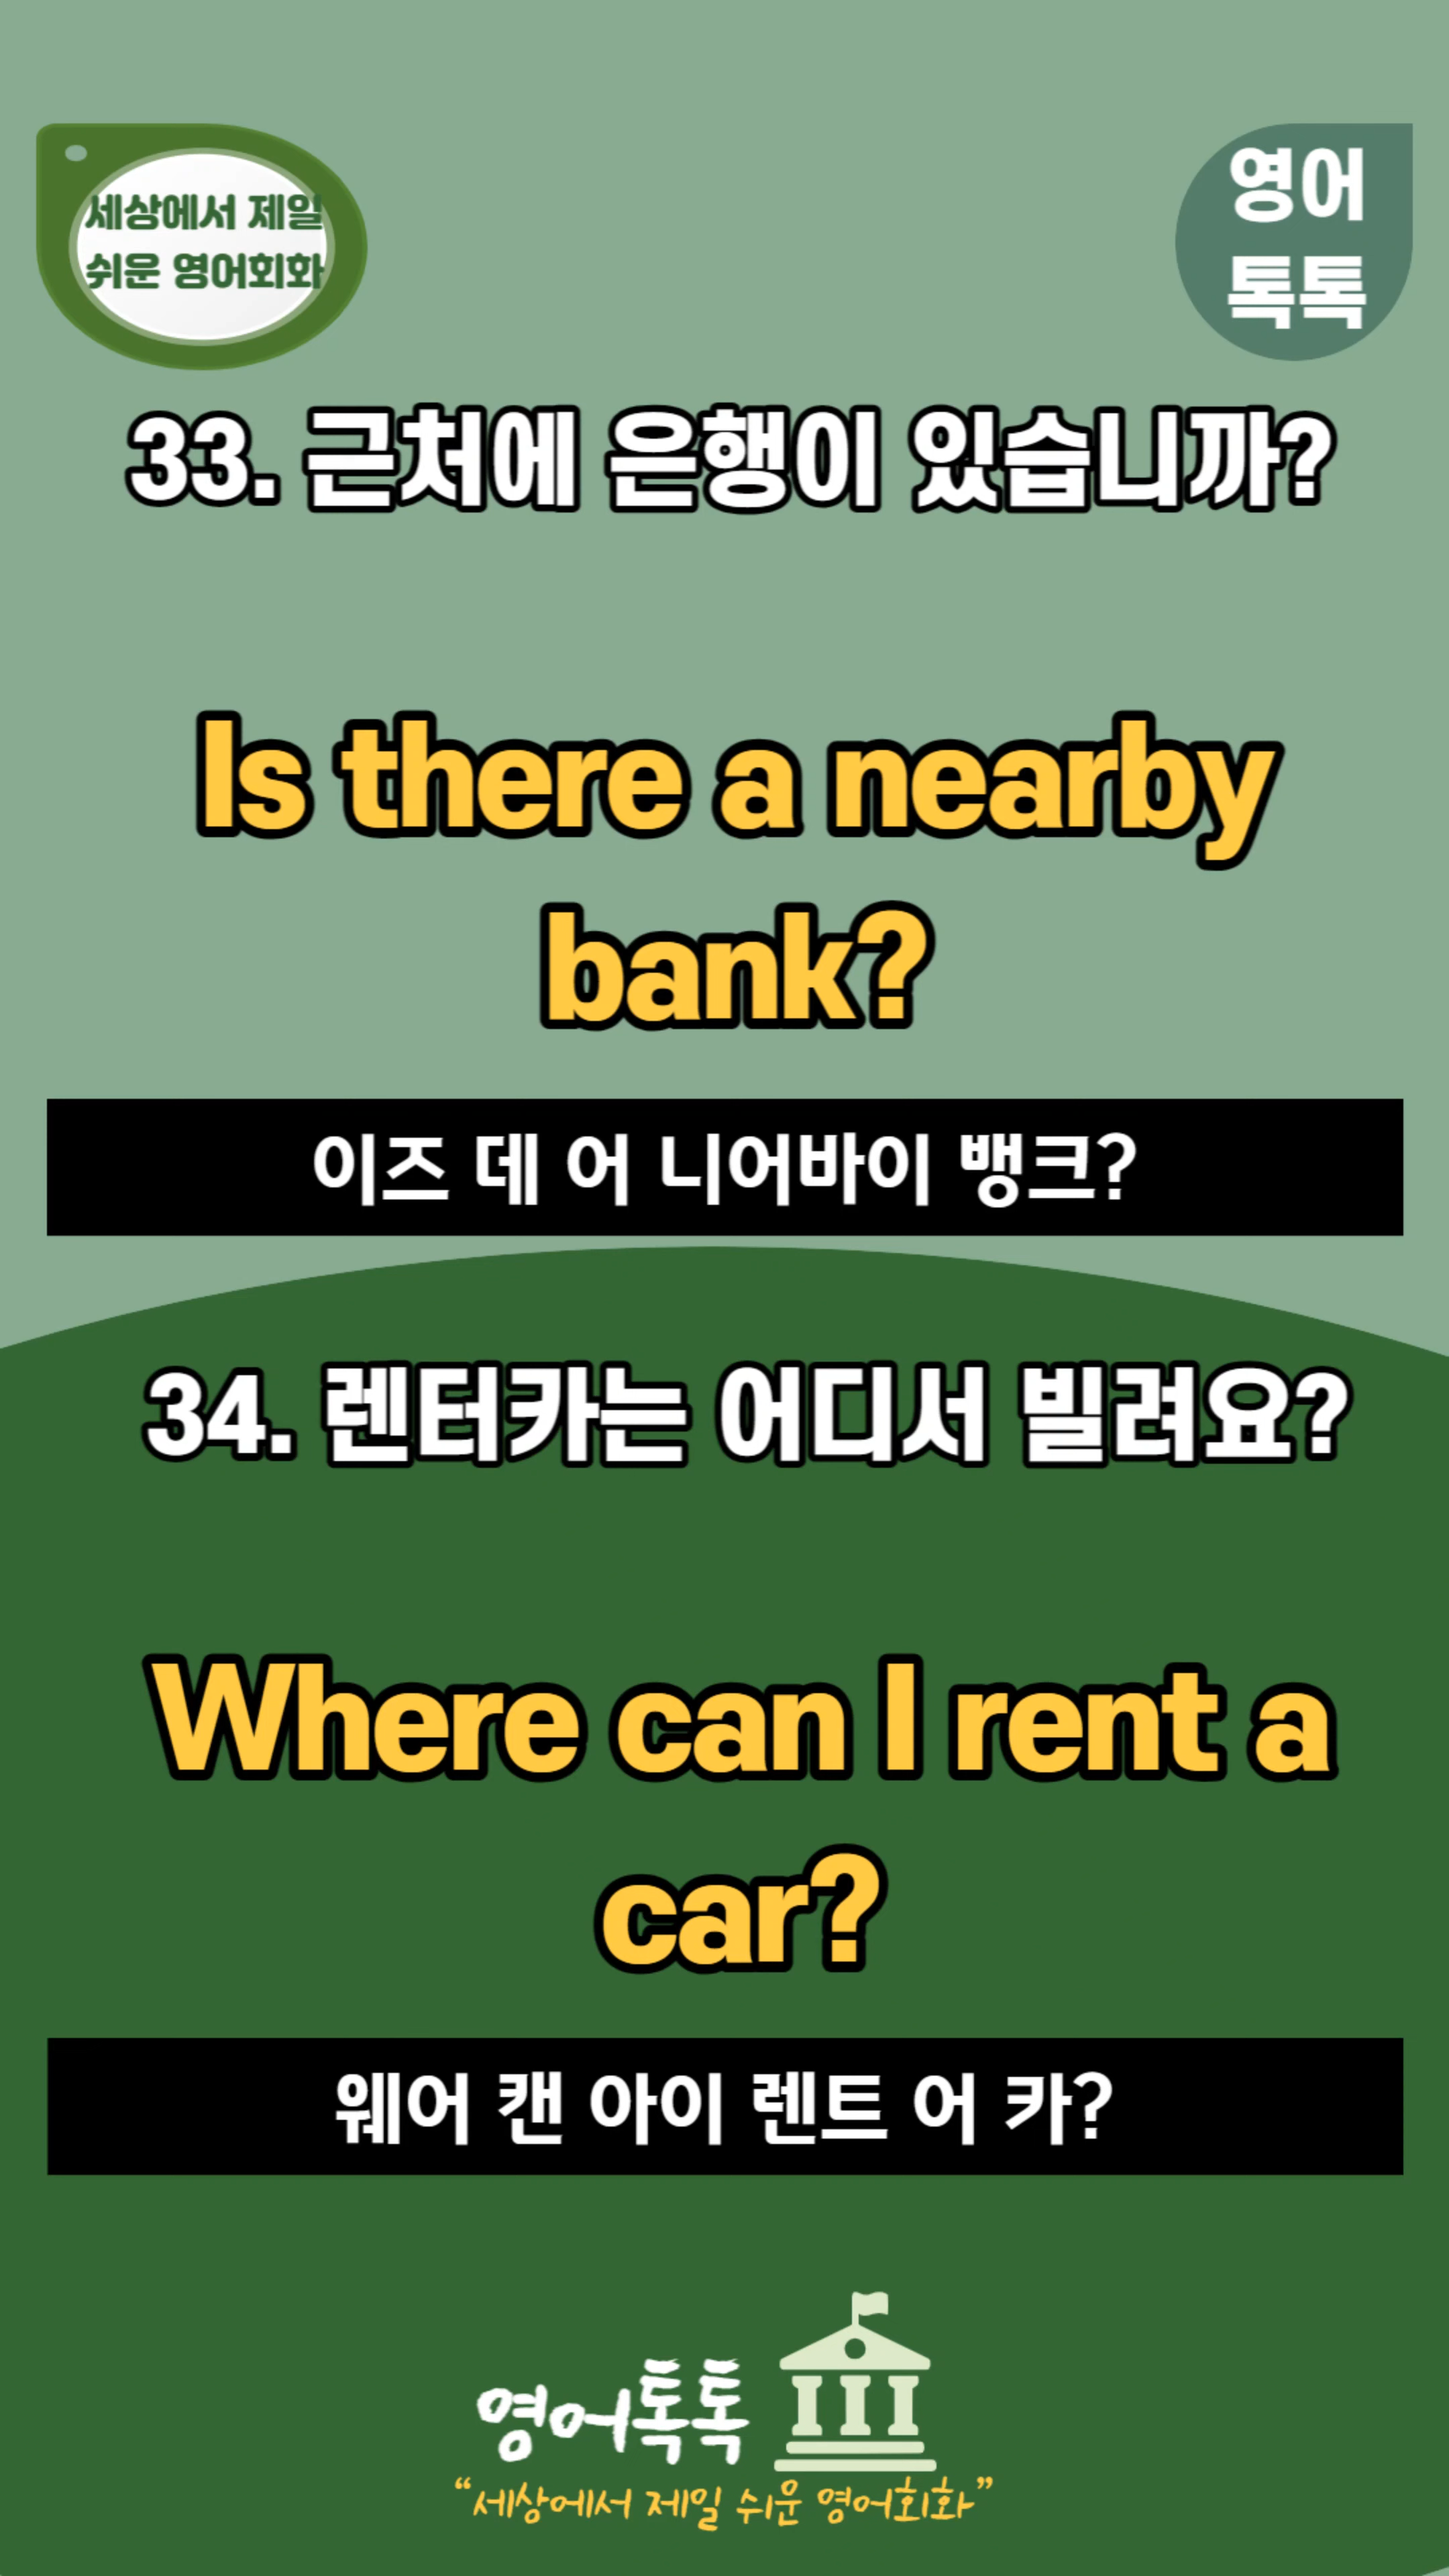 세상에서 제일
쉬운 영어회화
영어
톡톡
33. 근처에 은행이 있습니까?
Is there a nearby
bank?
이즈 데 어 니어바이 뱅크?
34. 렌터카는 어디서 빌려요?
Where can I rent a
car?
웨어 캔 아이 렌트 어 카?
영어톡톡
“세상에서 제일 쉬운 영어회화”